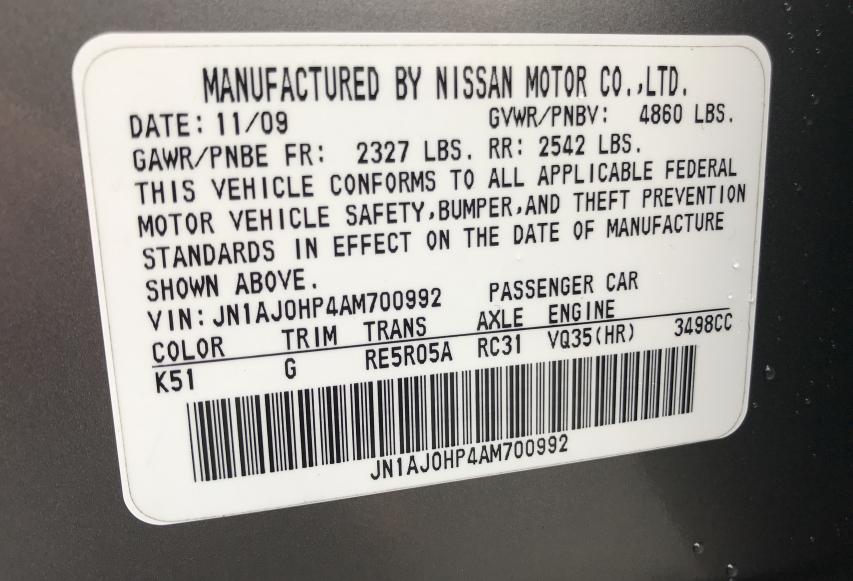 MANUFACTURED BY NISSAN MOTOR CO.,LTD.
DATE: 11/09 GVWR/PNBV: 4860 LBS.
GAWR/PNBE FR: 2327 LBS. RR: 2542 LBS.
THIS VEHICLE CONFORMS TO ALL APPLICABLE FEDERAL
MOTOR VEHICLE SAFETY,BUMPER,AND THEFT PREVENTION
STANDARDS IN EFFECT ON THE DATE OF MANUFACTURE
SHOWN ABOVE.
VIN: JN1AJ0HP4AM700992 PASSENGER CAR
COLOR TRIM TRANS AXLE ENGINE
K51 G RE5R05A RC31 VQ35(HR) 3498CC
JN1AJ0HP4AM700992